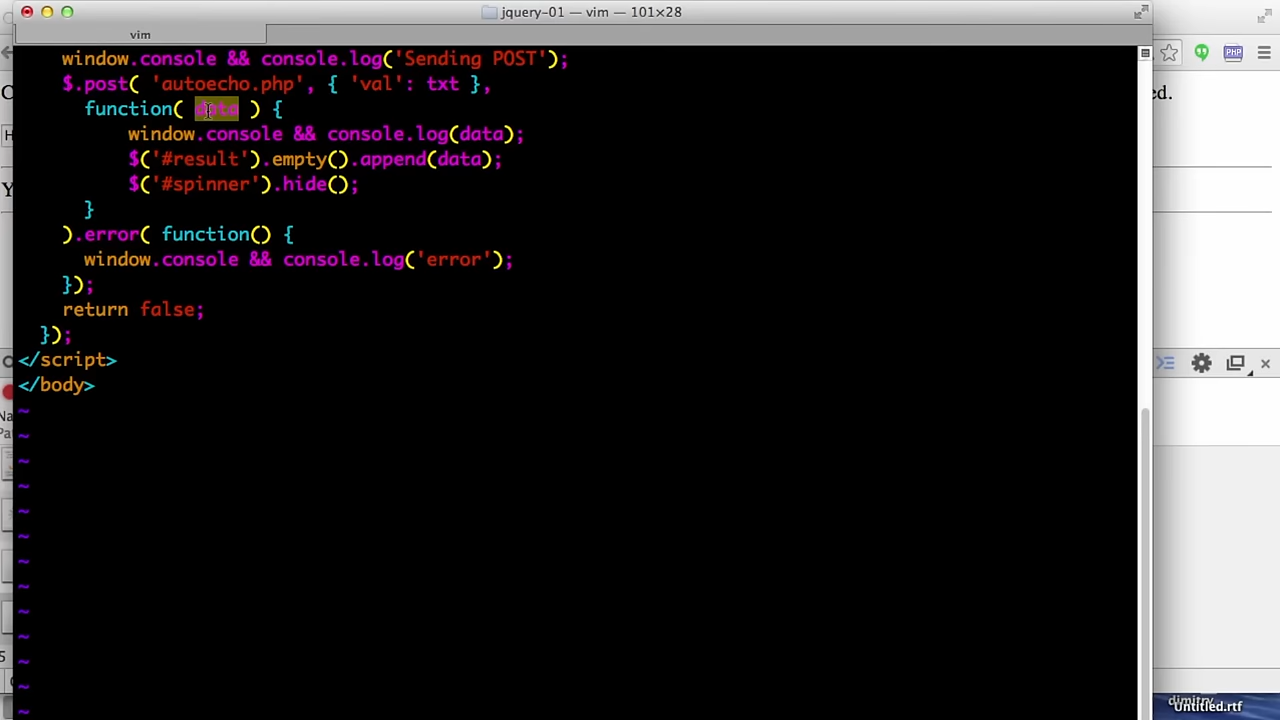 jquery-01 — vim — 101×28
vim
window.console && console.log('Sending POST');
$.post( 'autoecho.php', { 'val': txt },
function( data ) {
window.console && console.log(data);
$('#result').empty().append(data);
$('#spinner').hide();
}
).error( function() {
window.console && console.log('error');
});
return false;
});
</script>
</body>
~
~
~
~
~
~
~
~
~
~
~
~
~
PHP
ed.
Untitled.rtf